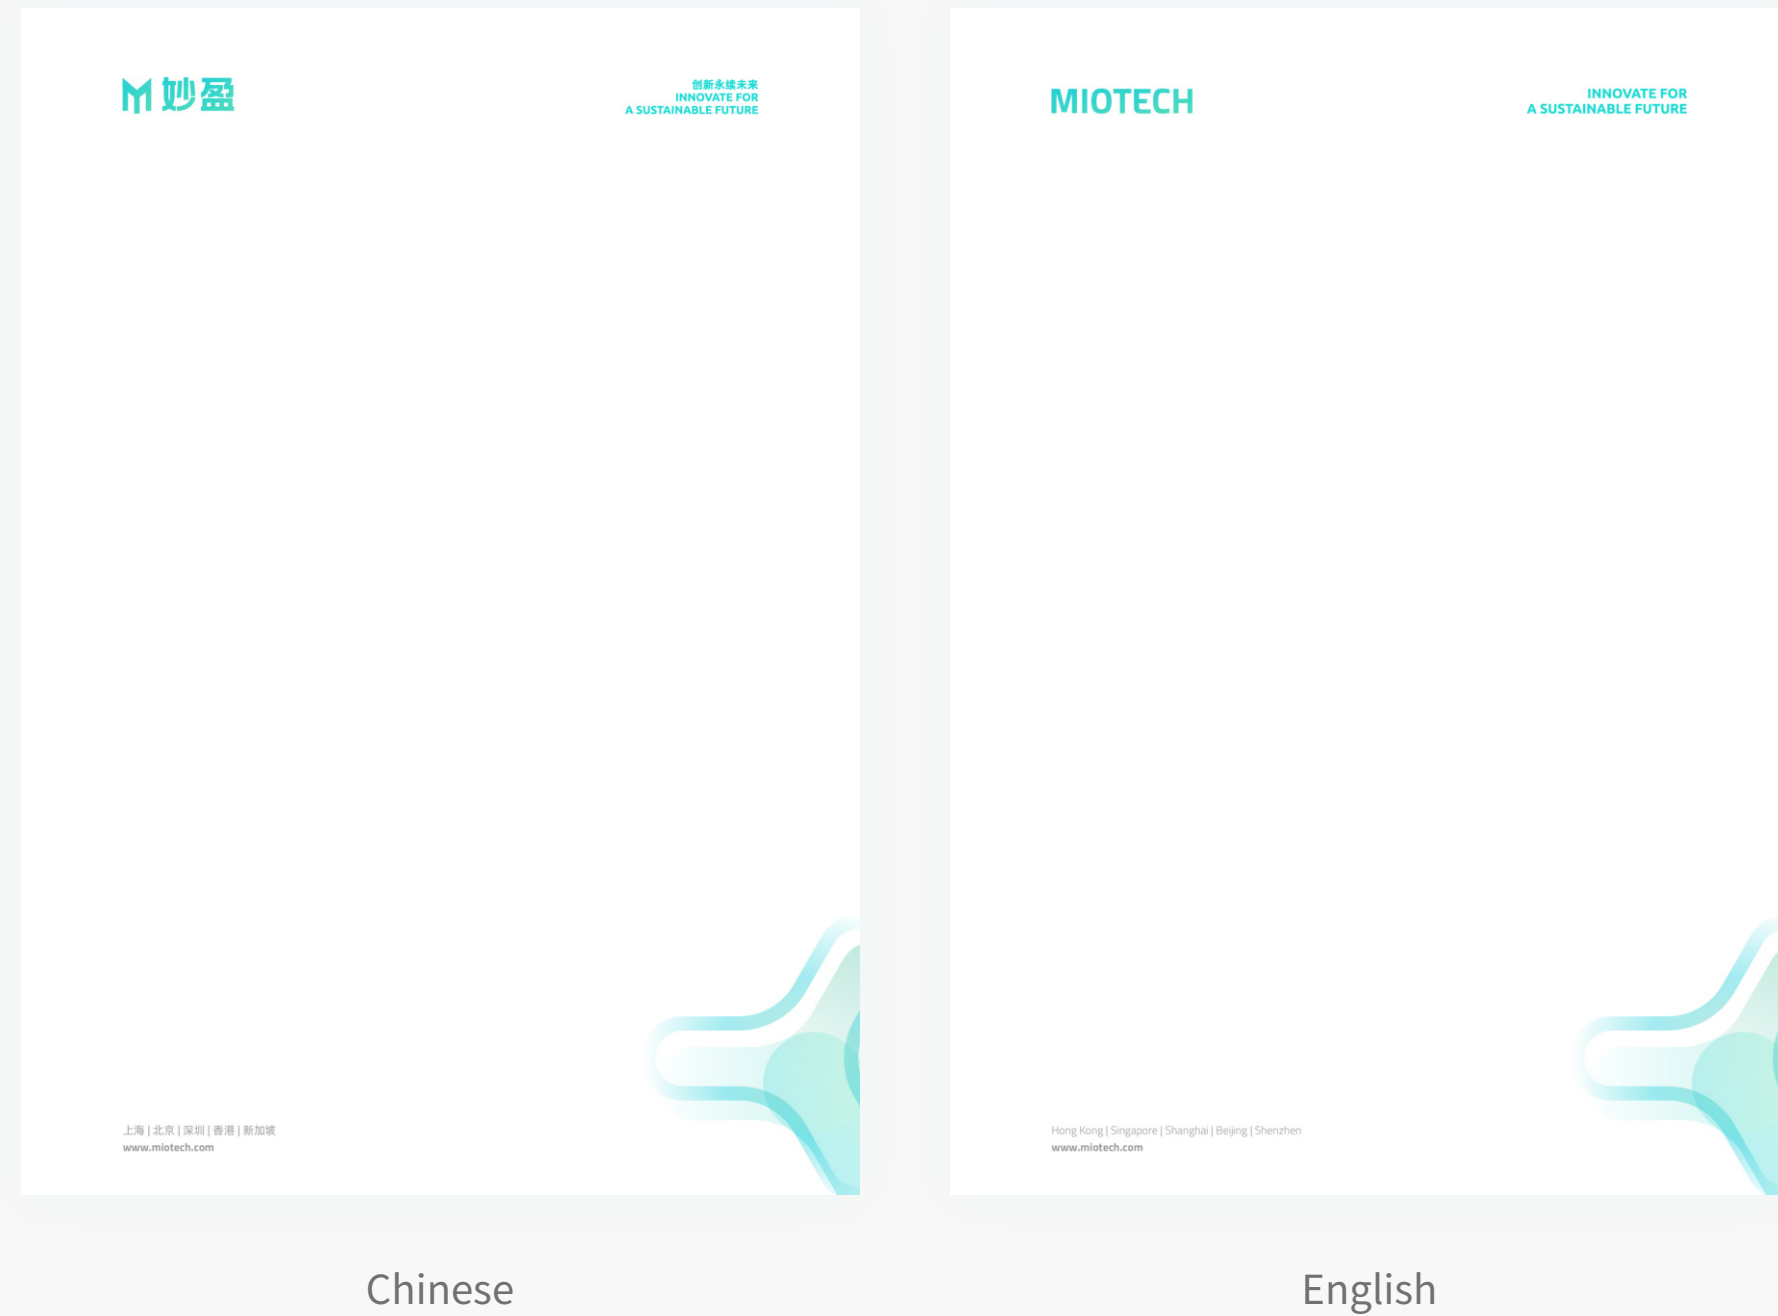 M 妙盈
创新永续未来
INNOVATE FOR
A SUSTAINABLE FUTURE
上海 | 北京 | 深圳 | 香港 | 新加坡
www.miotech.com
Chinese
MIOTECH
INNOVATE FOR
A SUSTAINABLE FUTURE
Hong Kong | Singapore | Shanghai | Beijing | Shenzhen
www.miotech.com
English